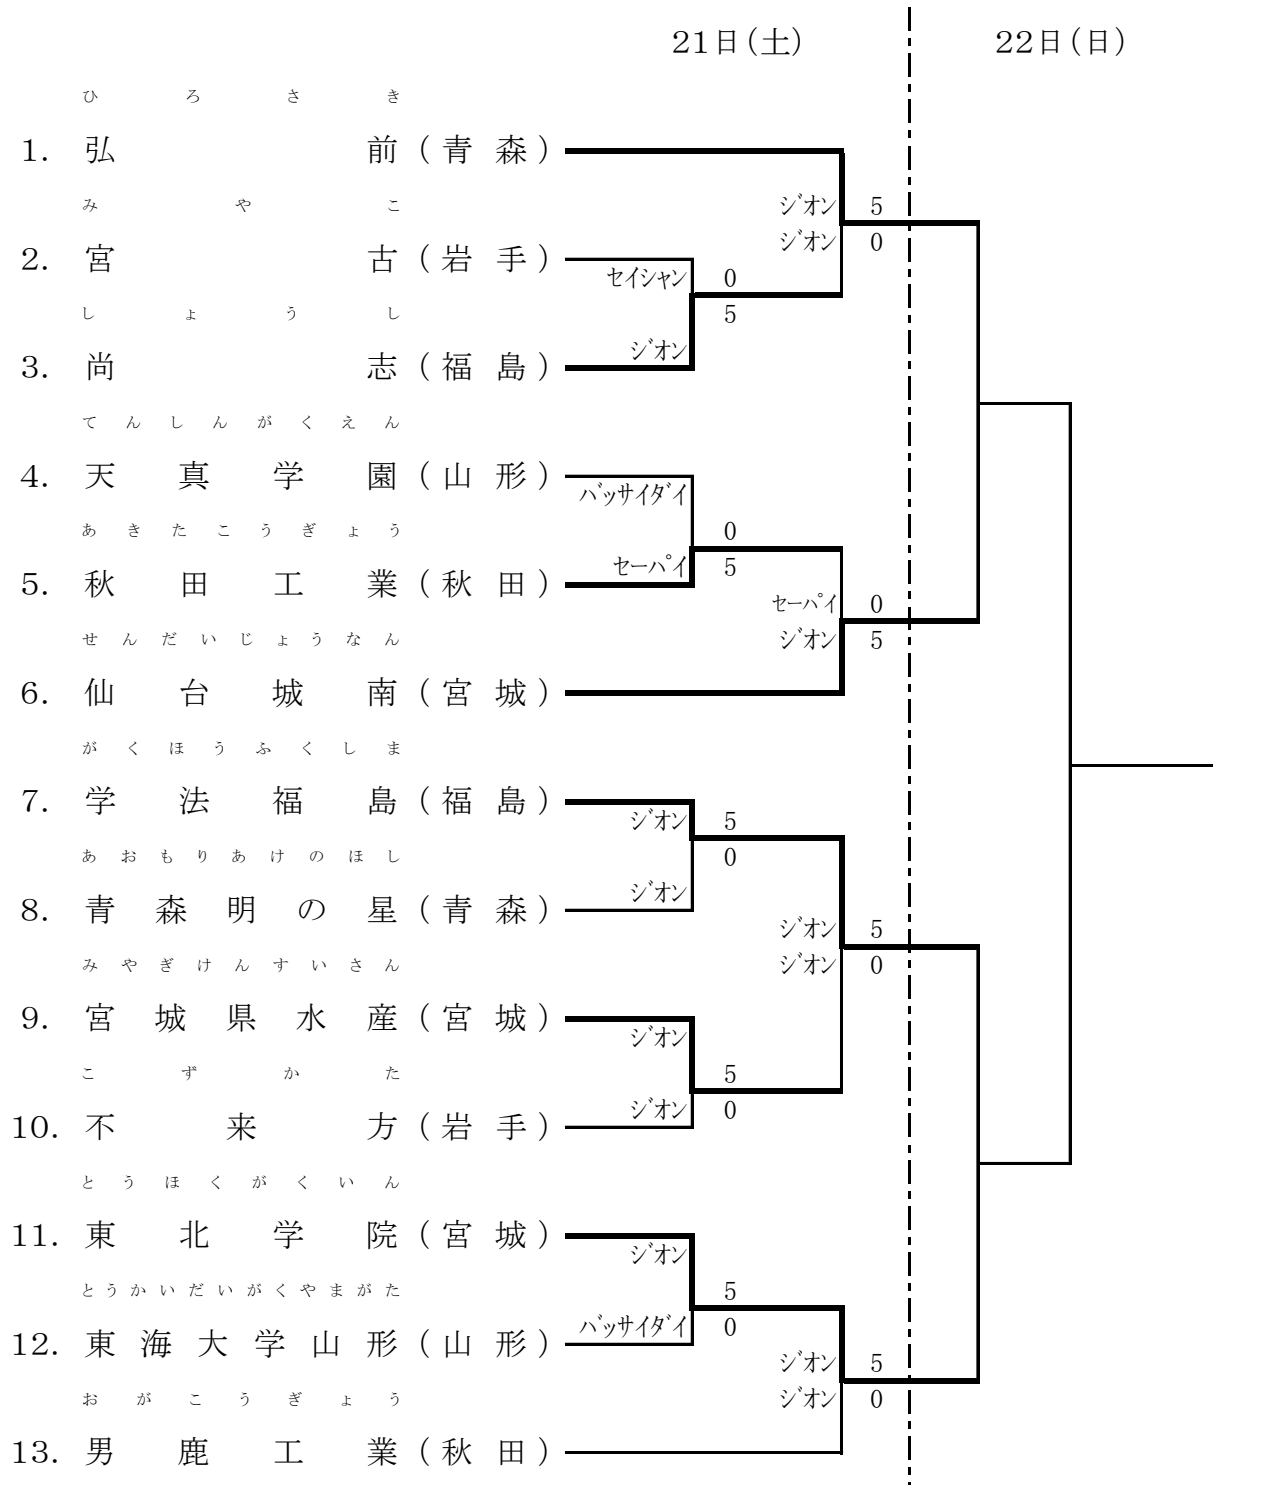 21日(土) 22日(日)
ひろさき
1. 弘前(青森)
みやこ
ジオン 5
ジオン 0
2. 宮古(岩手)
セイシャン 0
5
しょうし
ジオン
3. 尚志(福島)
てんしんがくえん
4. 天真学園(山形)
バッサイダイ
あきたこうぎょう
0
セーパイ 5
5. 秋田工業(秋田)
セーパイ 0
せんだいじょうなん
ジオン 5
6. 仙台城南(宮城)
がくほうふくしま
7. 学法福島(福島)
ジオン 5
あおもりあけのほし
0
ジオン
8. 青森明の星(青森)
ジオン 5
みやぎけんすいさん
ジオン 0
9. 宮城県水産(宮城)
ジオン
こずかた
5
ジオン 0
10. 不来方(岩手)
とうほくがくいん
11. 東北学院(宮城)
ジオン
とうかいだいがくやまがた
5
バッサイダイ 0
12. 東海大学山形(山形)
ジオン 5
おがこうぎょう
ジオン 0
13. 男鹿工業(秋田)